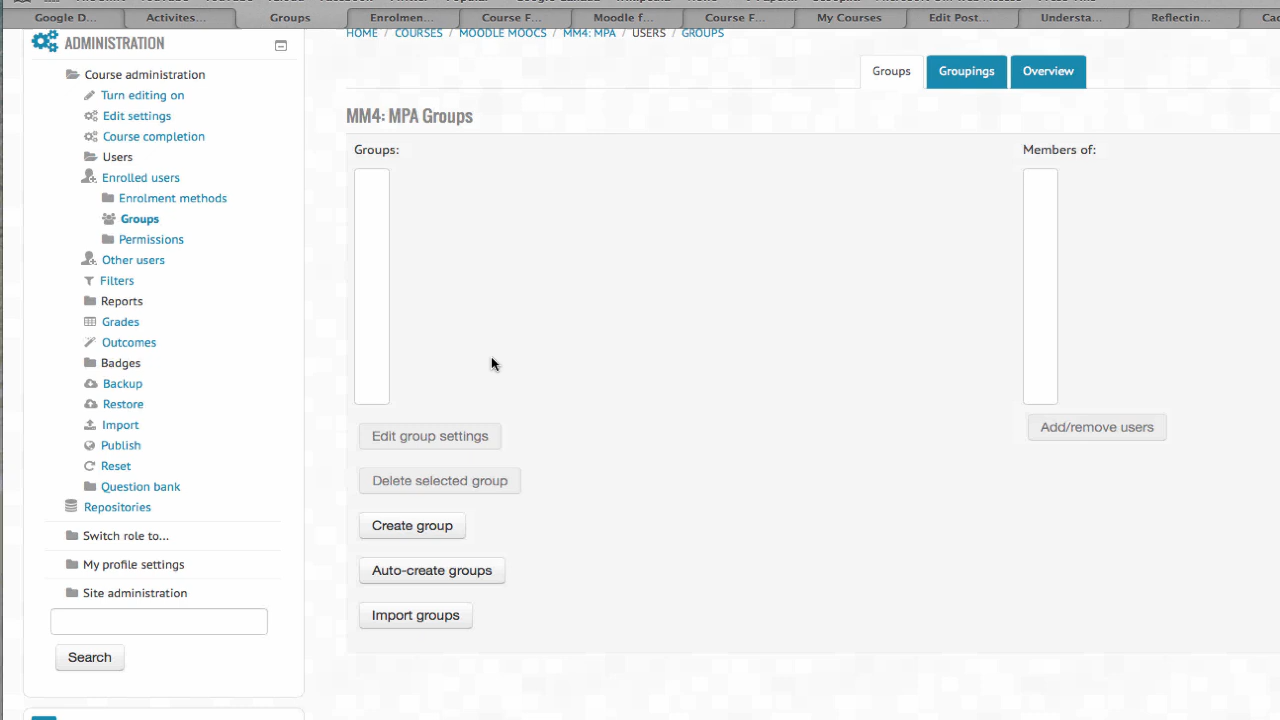 Activites...
Groups
Enrolmen...
Course F...
Moodle f...
Course F...
My Courses
Edit Post...
Understa...
Reflectin...
Google D...
ADMINISTRATION
Course administration
Turn editing on
Edit settings
Course completion
Users
Enrolled users
Enrolment methods
Groups
Permissions
Other users
Filters
Reports
Grades
Outcomes
Badges
Backup
Restore
Import
Publish
Reset
Question bank
Repositories
Switch role to...
My profile settings
Site administration
Search
HOME / COURSES / MOODLE MOOCS / MM4: MPA / USERS / GROUPS
Groups
Groupings
Overview
MM4: MPA Groups
Groups:
Edit group settings
Delete selected group
Create group
Auto-create groups
Import groups
Members of:
Add/remove users